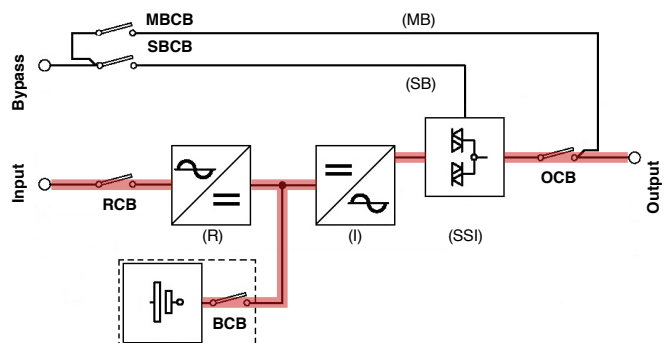 MBCB
(MB)
SBCB
Bypass
(SB)
Input
RCB
(R)
(I)
(SSI)
OCB
Output
BCB